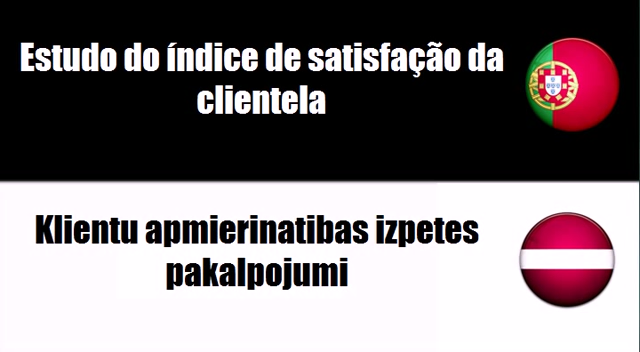 Estudo do índice de satisfação da
clientela
Klientu apmierinatibas izpetes
pakalpojumi